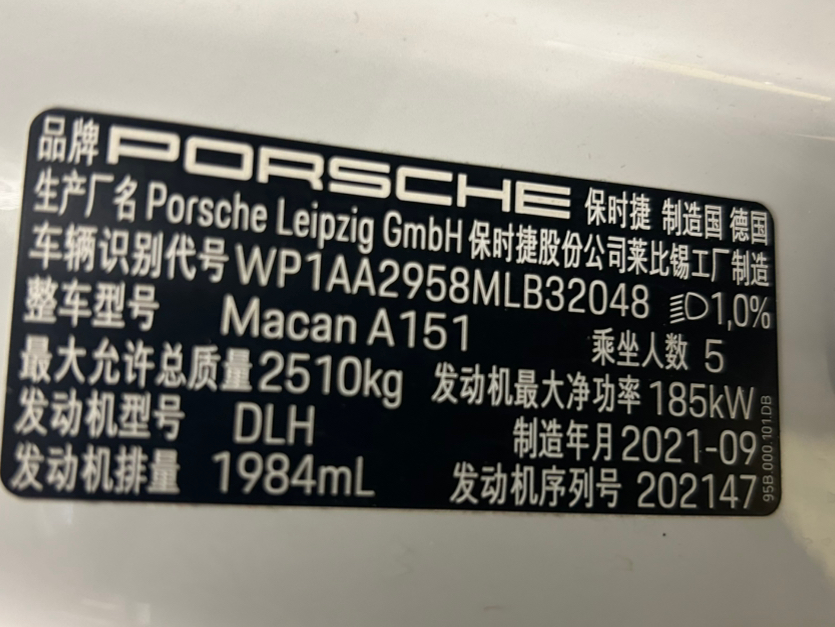 品牌 PORSCHE 保时捷 制造国 德国
生产厂名 Porsche Leipzig GmbH 保时捷股份公司莱比锡工厂制造
车辆识别代号 WP1AA2958MLB32048 1,0%
整车型号 Macan A151 乘坐人数 5
最大允许总质量 2510kg 发动机最大净功率 185kW
发动机型号 DLH 制造年月 2021-09
发动机排量 1984mL 发动机序列号 202147
95B.000.101.DB